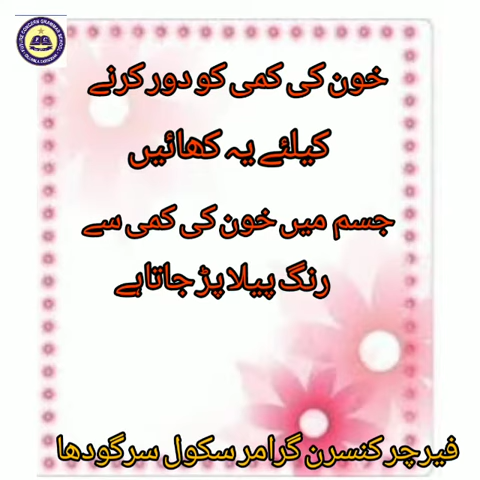 خون کی کمی کو دور کرنے
کیلئے یہ کھائیں
جسم میں خون کی کمی سے
رنگ پیلا پڑ جاتا ہے
فیرچر کنسرن گرامر سکول سرگودھا